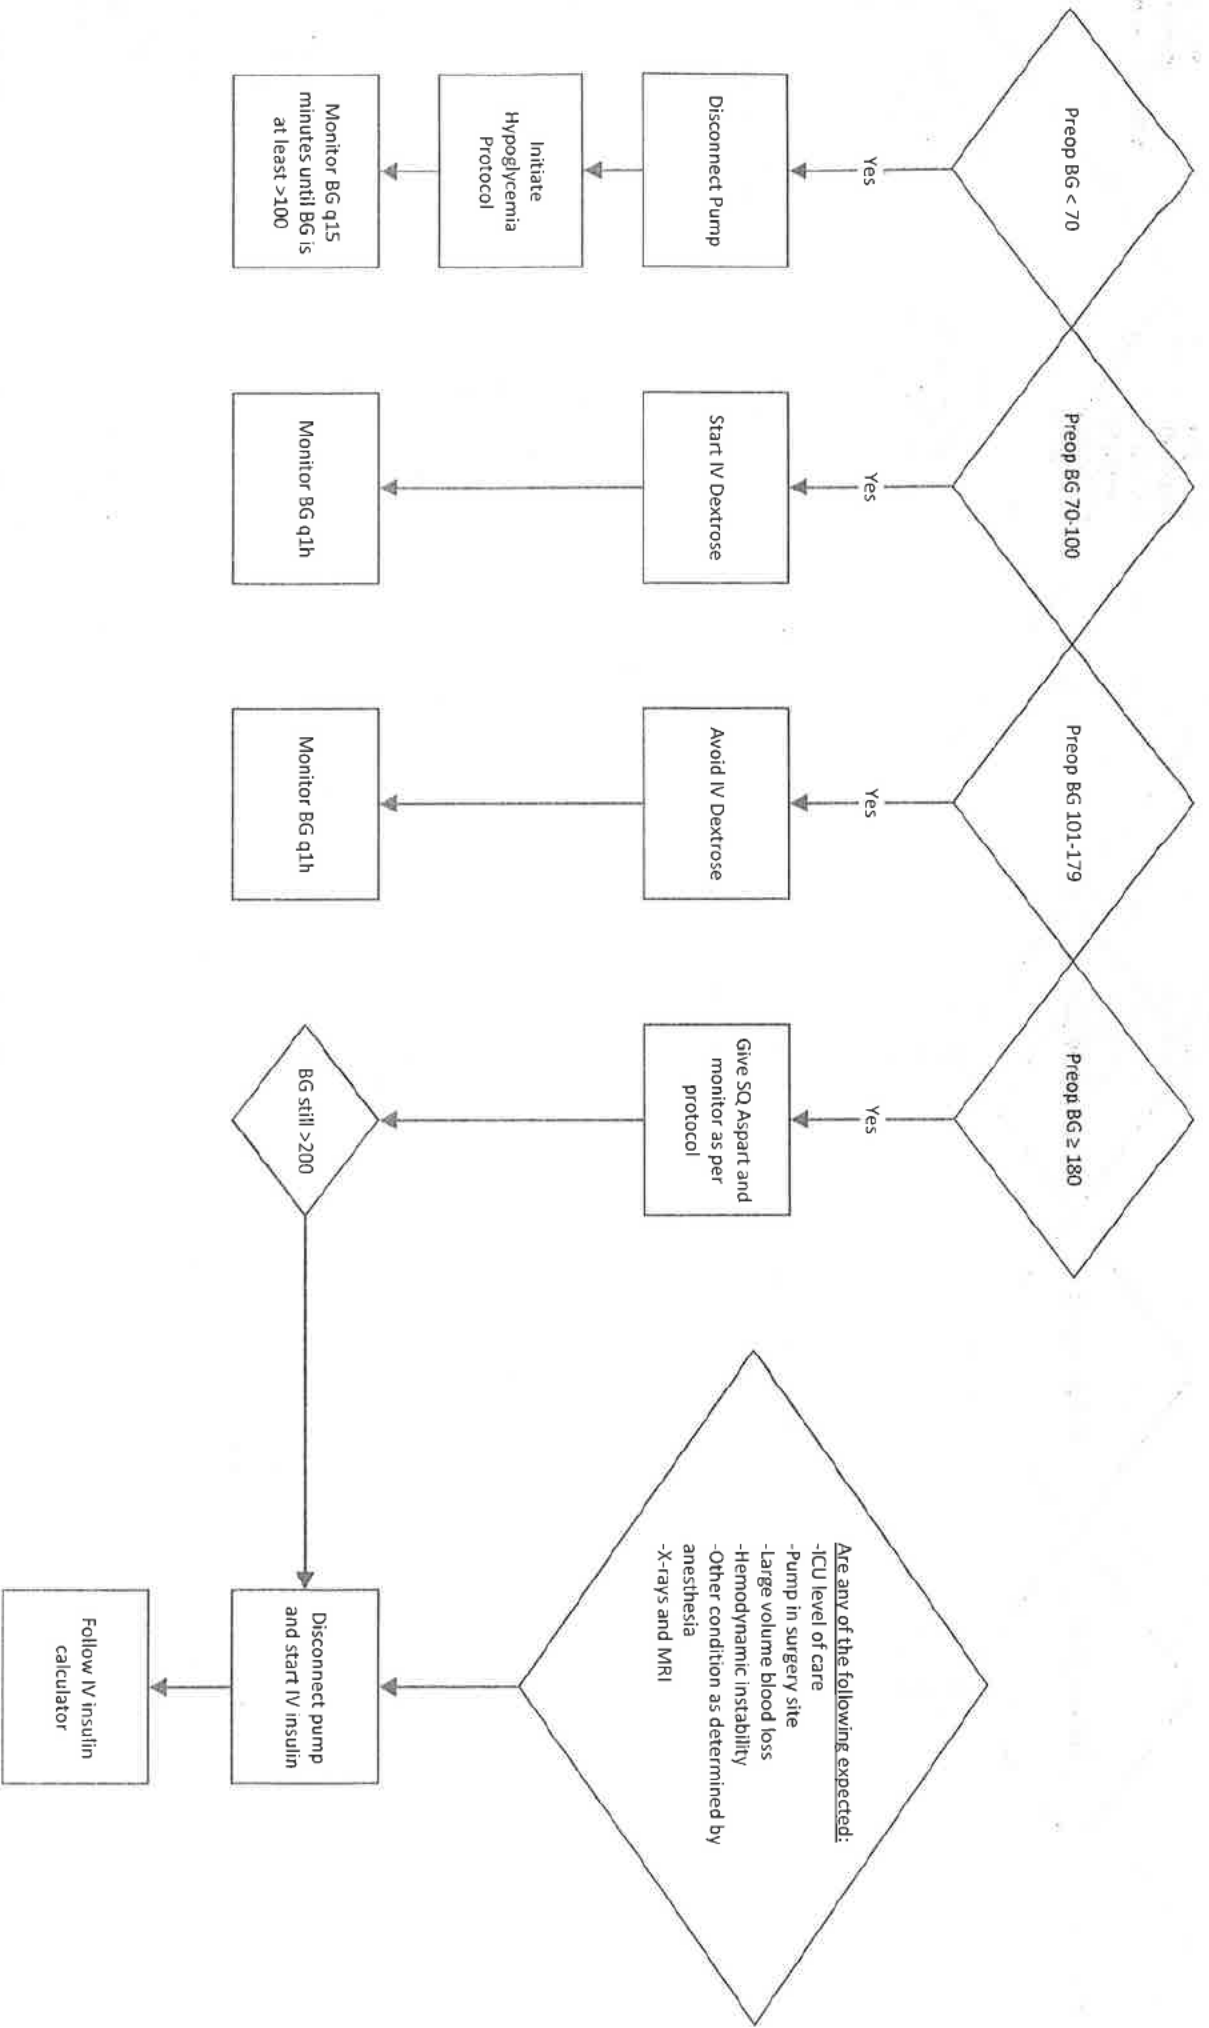 Preop BG < 70
Preop BG 70-100
Preop BG 101-179
Preop BG ≥ 180
Yes
Yes
Yes
Yes
Disconnect Pump
Start IV Dextrose
Avoid IV Dextrose
Give SQ Aspart and
monitor as per
protocol
Initiate
Hypoglycemia
Protocol
Monitor BG q15
minutes until BG is
at least >100
Monitor BG q1h
Monitor BG q1h
BG still >200
Are any of the following expected:
-ICU level of care
-Pump in surgery site
-Large volume blood loss
-Hemodynamic instability
-Other condition as determined by
anesthesia
-X-rays and MRI
Disconnect pump
and start IV insulin
Follow IV insulin
calculator